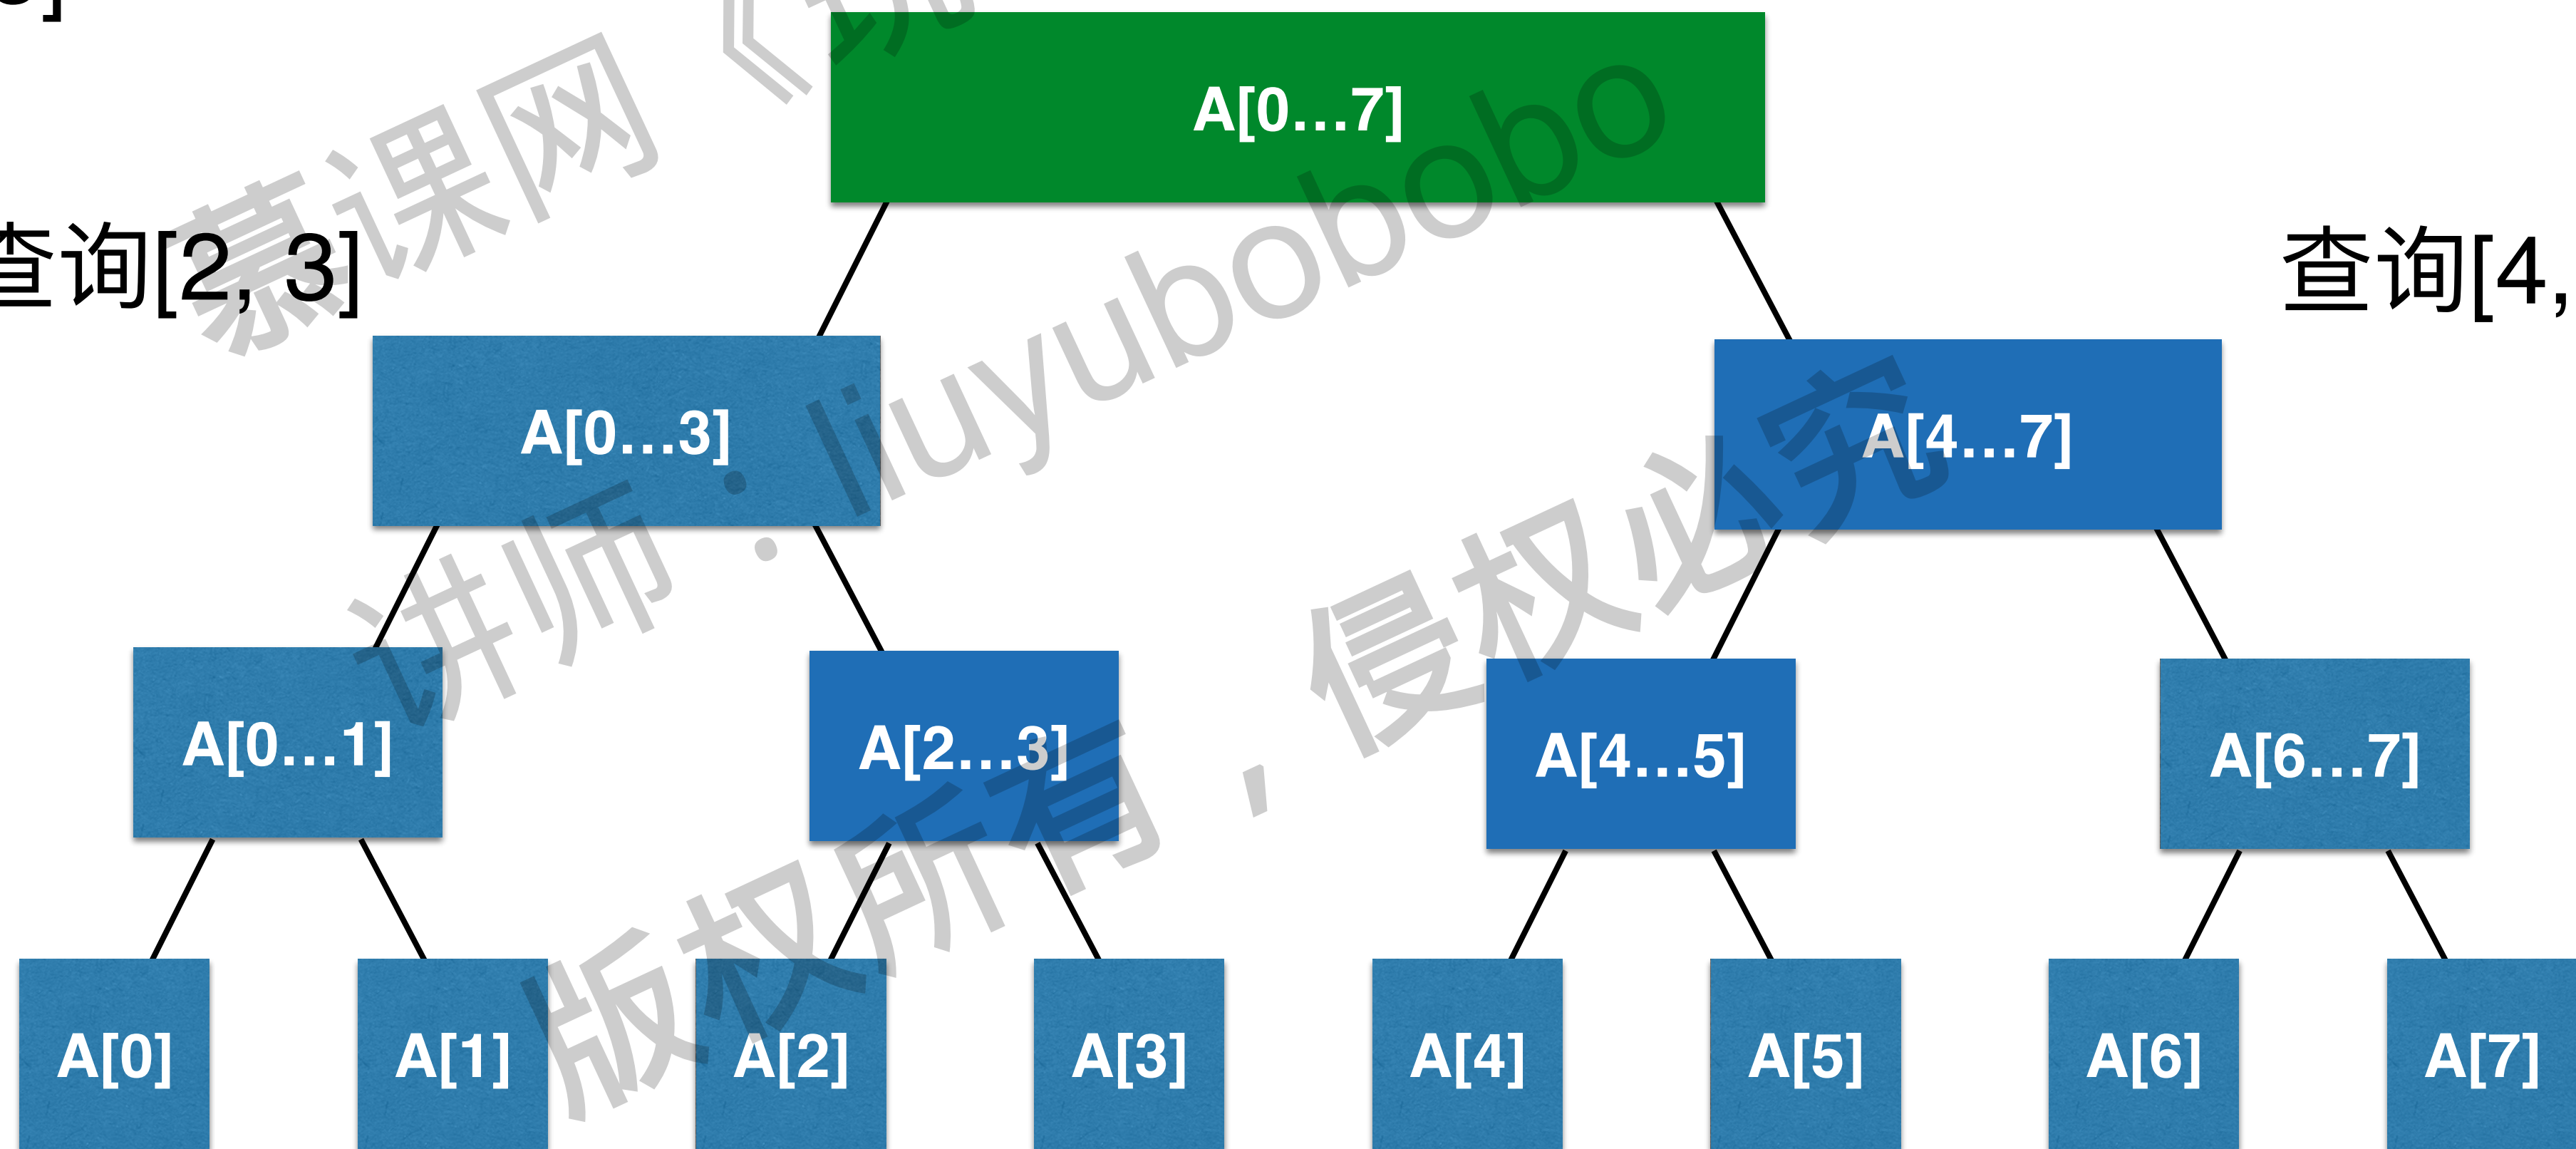 查询[2, 3]
查询[4,
A[0…7]
A[0…3]
A[4…7]
A[0…1]
A[2…3]
A[4…5]
A[6…7]
A[0]
A[1]
A[2]
A[3]
A[4]
A[5]
A[6]
A[7]
慕课网《玩
讲师：liuyubobobo
版权所有，侵权必究